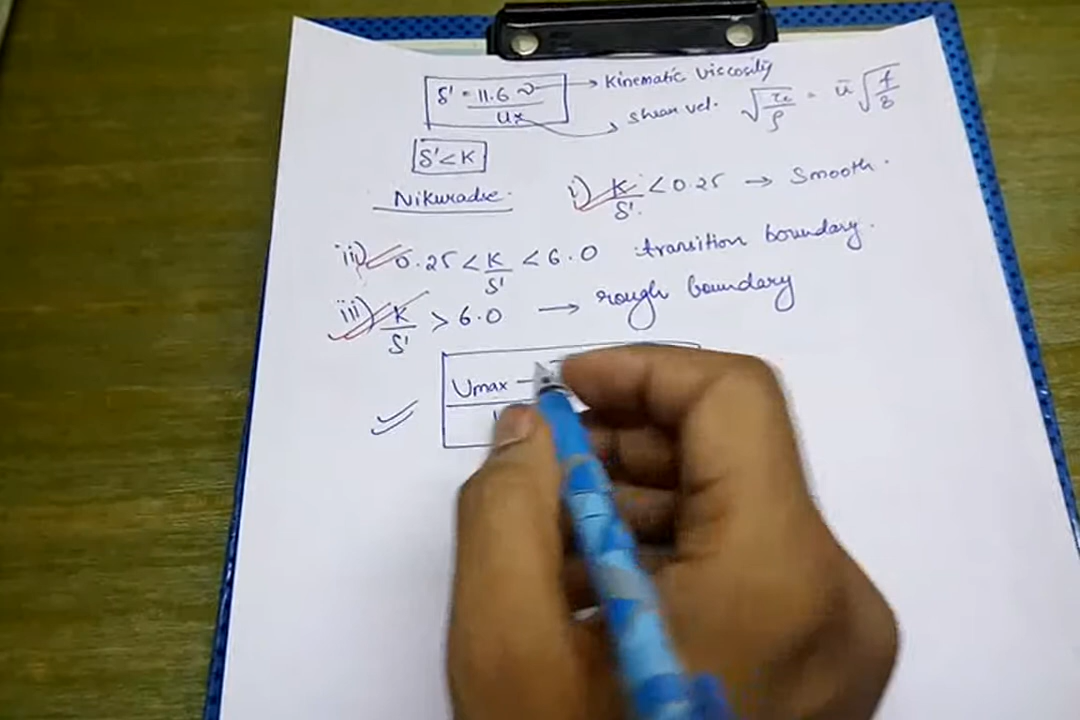 δ' = 11.6 ν / u* → Kinematic Viscosity
shear vel. √(τ₀/ρ) = ū √(f/8)
δ' < K
Nikuradse.
i) K/δ' < 0.25 → Smooth.
iii) 0.25 < K/δ' < 6.0 transition boundary.
iii) K/δ' > 6.0 → rough boundary
Umax -